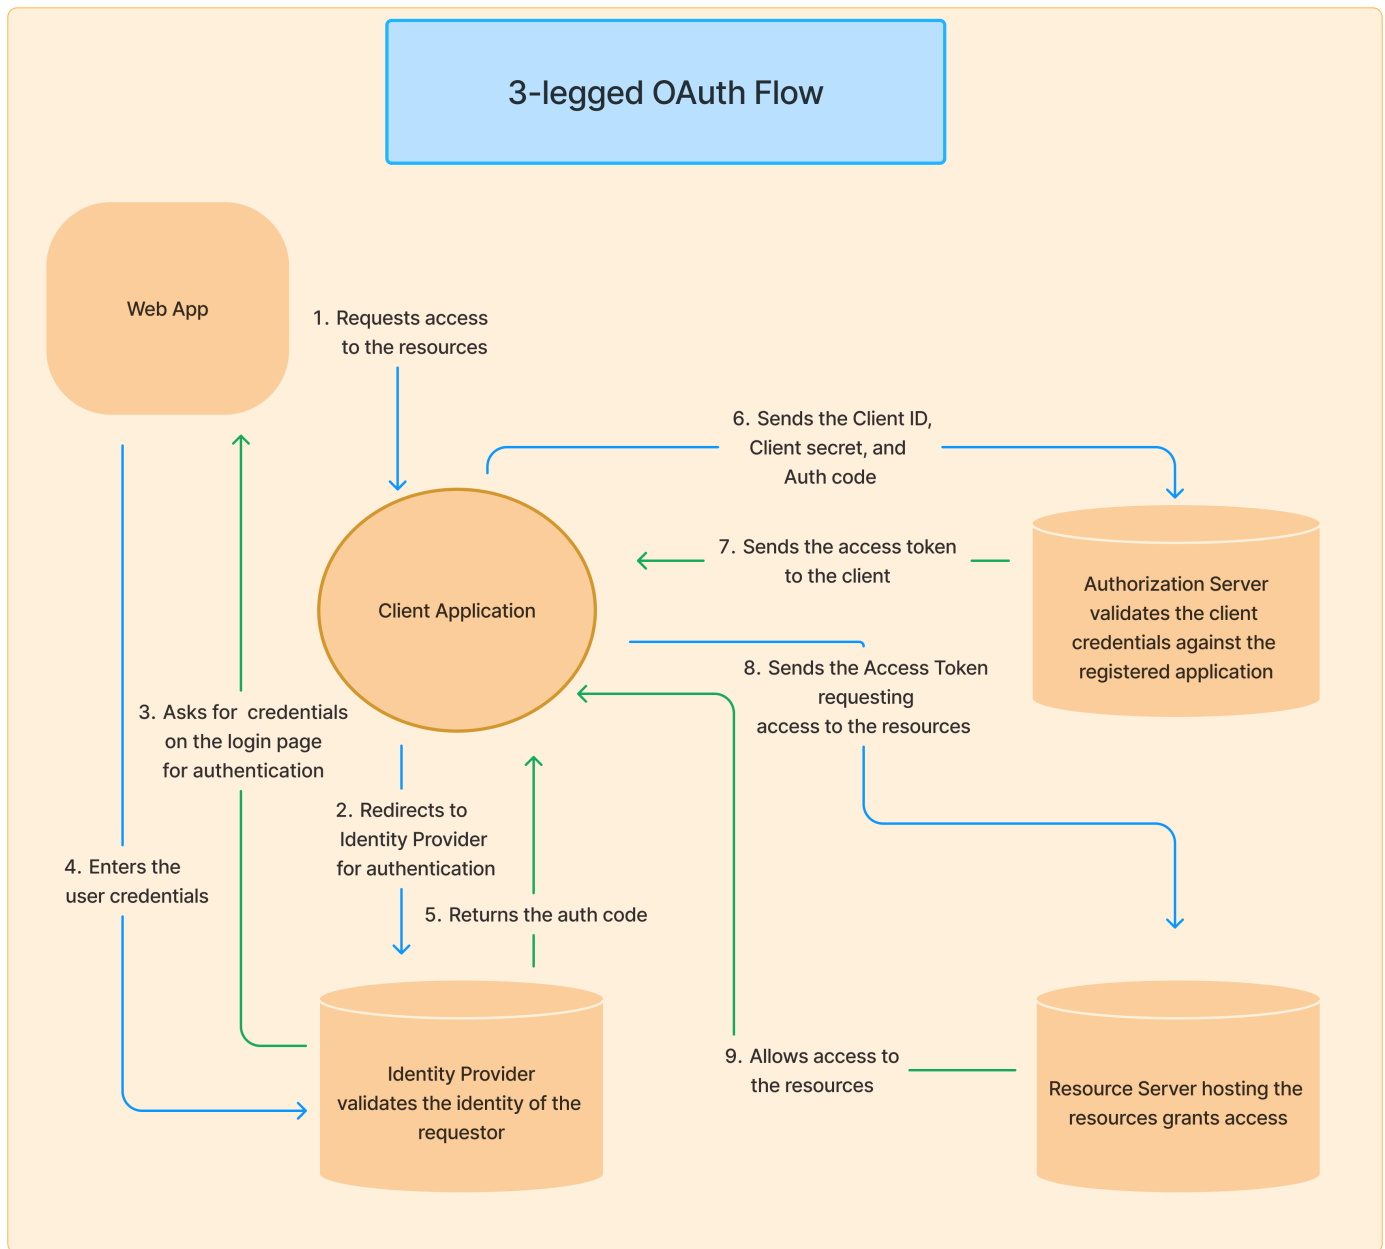 3-legged OAuth Flow
Web App
1. Requests access
to the resources
6. Sends the Client ID,
Client secret, and
Auth code
7. Sends the access token
to the client
Authorization Server
validates the client
credentials against the
registered application
Client Application
8. Sends the Access Token
requesting
access to the resources
3. Asks for  credentials
on the login page
for authentication
2. Redirects to
Identity Provider
for authentication
4. Enters the
user credentials
5. Returns the auth code
9. Allows access to
the resources
Identity Provider
validates the identity of the
requestor
Resource Server hosting the
resources grants access